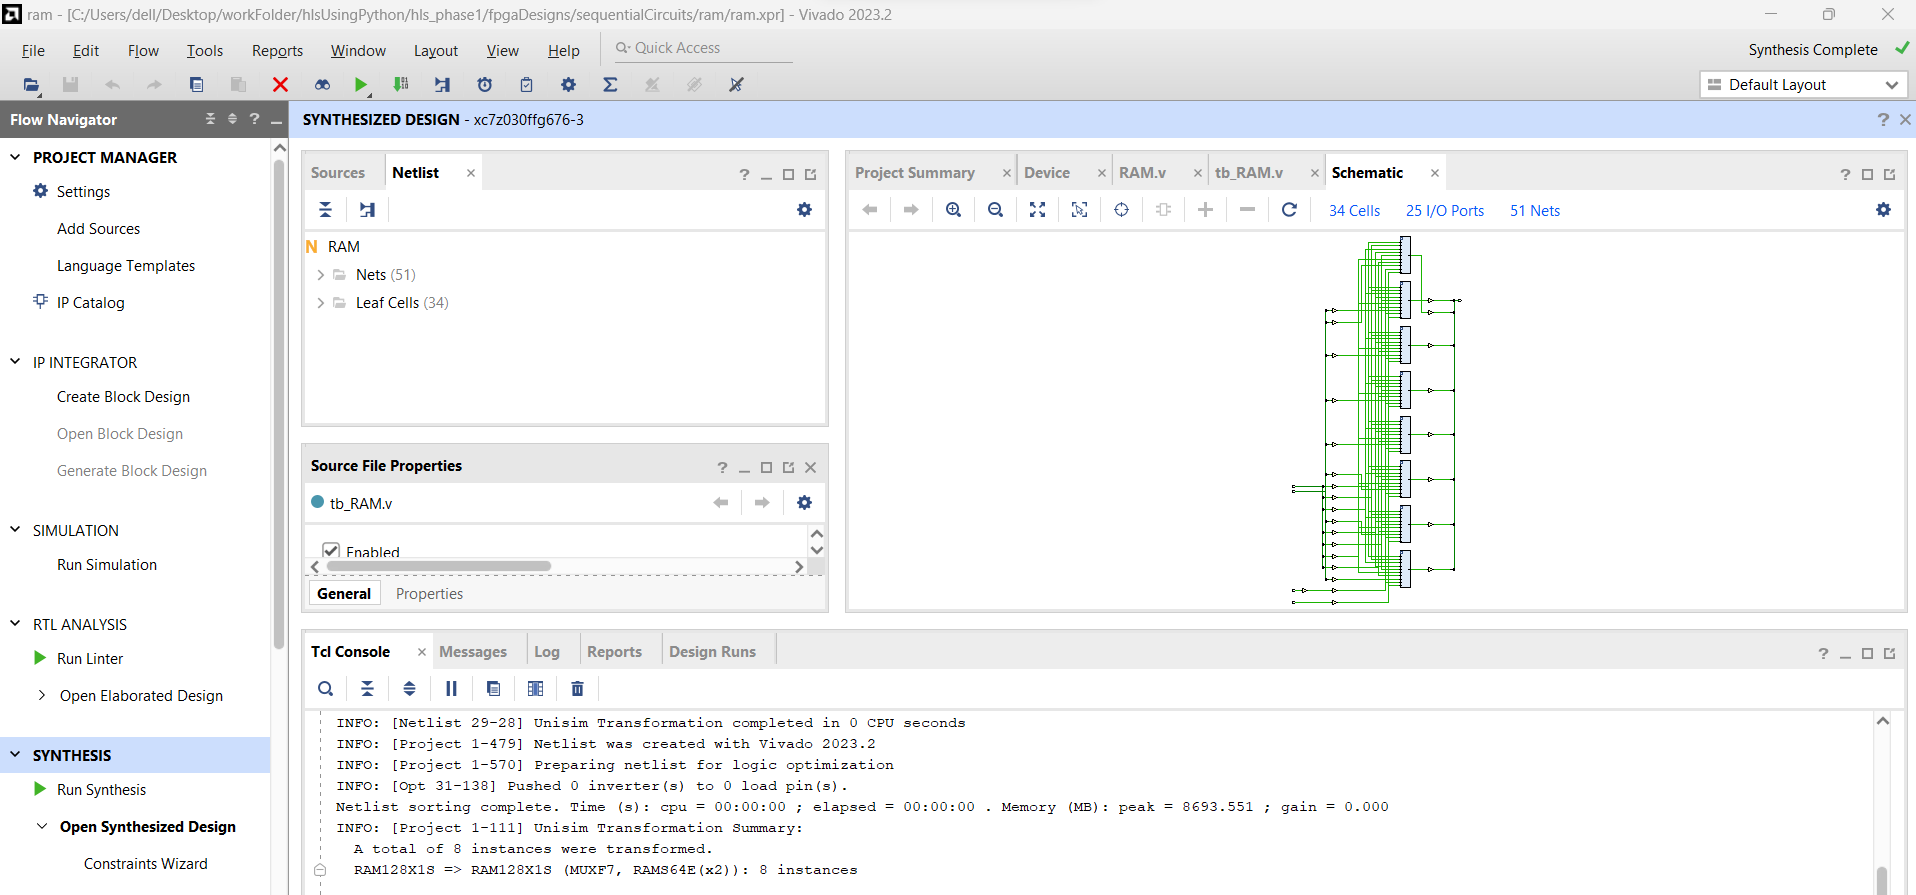 ram - [C:/Users/dell/Desktop/workFolder/hlsUsingPython/hls_phase1/fpgaDesigns/sequentialCircuits/ram/ram.xpr] - Vivado 2023.2
File Edit Flow Tools Reports Window Layout View Help Quick Access
Synthesis Complete
Default Layout
Flow Navigator
SYNTHESIZED DESIGN - xc7z030ffg676-3
PROJECT MANAGER
Settings
Add Sources
Language Templates
IP Catalog
IP INTEGRATOR
Create Block Design
Open Block Design
Generate Block Design
SIMULATION
Run Simulation
RTL ANALYSIS
Run Linter
Open Elaborated Design
SYNTHESIS
Run Synthesis
Open Synthesized Design
Constraints Wizard
Sources Netlist
N RAM
Nets (51)
Leaf Cells (34)
Source File Properties
tb_RAM.v
Enabled
General Properties
Project Summary Device RAM.v tb_RAM.v Schematic
34 Cells 25 I/O Ports 51 Nets
Tcl Console Messages Log Reports Design Runs
INFO: [Netlist 29-28] Unisim Transformation completed in 0 CPU seconds
INFO: [Project 1-479] Netlist was created with Vivado 2023.2
INFO: [Project 1-570] Preparing netlist for logic optimization
INFO: [Opt 31-138] Pushed 0 inverter(s) to 0 load pin(s).
Netlist sorting complete. Time (s): cpu = 00:00:00 ; elapsed = 00:00:00 . Memory (MB): peak = 8693.551 ; gain = 0.000
INFO: [Project 1-111] Unisim Transformation Summary:
A total of 8 instances were transformed.
RAM128X1S => RAM128X1S (MUXF7, RAMS64E(x2)): 8 instances